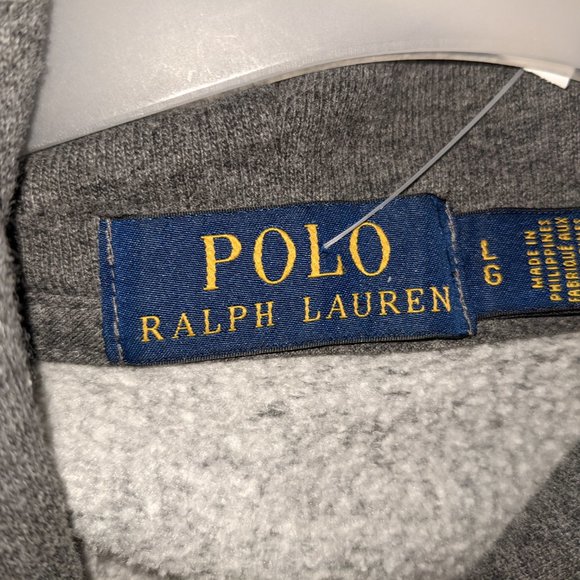 POLO
RALPH LAUREN
L
G
MADE IN
PHILIPPINES
FABRIQUE AUX